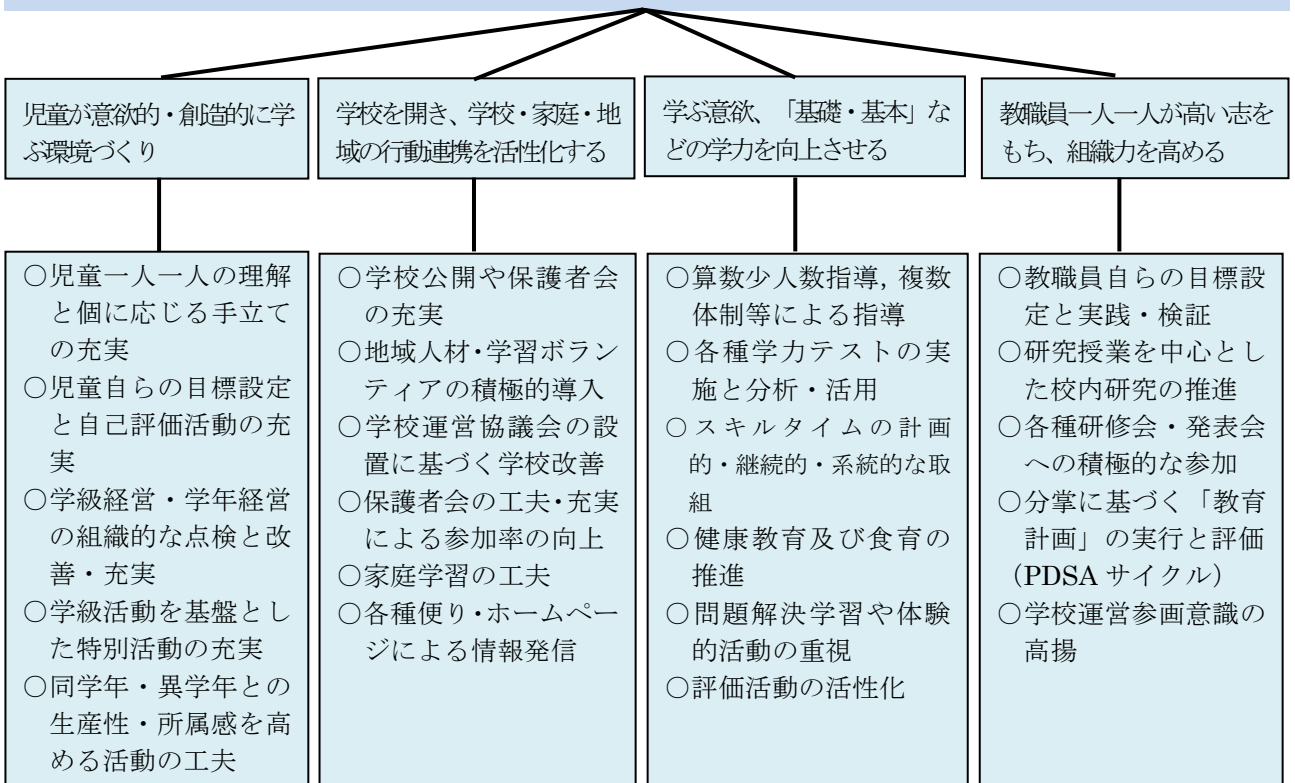 児童が意欲的・創造的に学
ぶ環境づくり
学校を開き、学校・家庭・地
域の行動連携を活性化する
学ぶ意欲、「基礎・基本」な
どの学力を向上させる
教職員一人一人が高い志を
もち、組織力を高める
○児童一人一人の理解
と個に応じる手立て
の充実
○児童自らの目標設定
と自己評価活動の充
実
○学級経営・学年経営
の組織的な点検と改
善・充実
○学級活動を基盤とし
た特別活動の充実
○同学年・異学年との
生産性・所属感を高
める活動の工夫
○学校公開や保護者会
の充実
○地域人材・学習ボラン
ティアの積極的導入
○学校運営協議会の設
置に基づく学校改善
○保護者会の工夫・充実
による参加率の向上
○家庭学習の工夫
○各種便り・ホームペー
ジによる情報発信
○算数少人数指導，複数
体制等による指導
○各種学力テストの実
施と分析・活用
○スキルタイムの計画
的・継続的・系統的な取
組
○健康教育及び食育の
推進
○問題解決学習や体験
的活動の重視
○評価活動の活性化
○教職員自らの目標設
定と実践・検証
○研究授業を中心とし
た校内研究の推進
○各種研修会・発表会
への積極的な参加
○分掌に基づく「教育
計画」の実行と評価
（PDSA サイクル）
○学校運営参画意識の
高揚